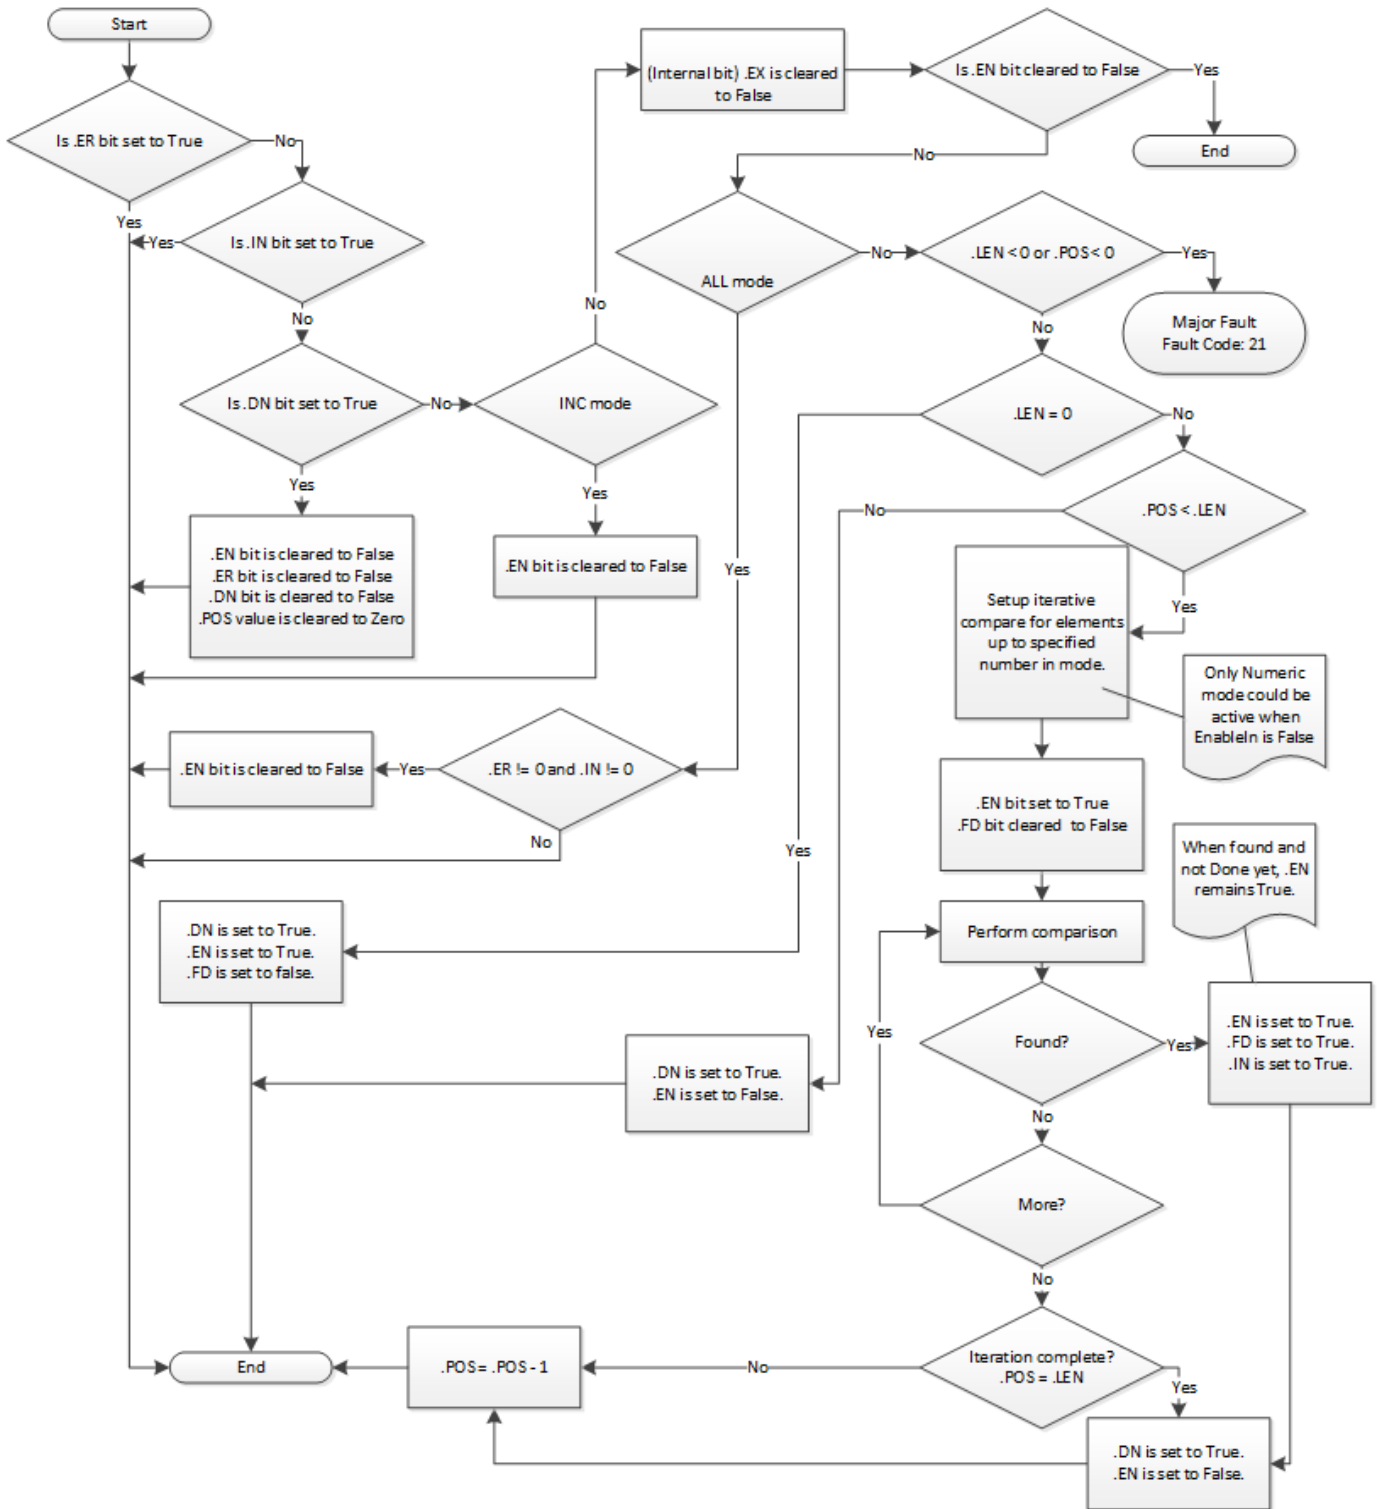 Start
Is .ER bit set to True
No
Yes
Is .IN bit set to True
Yes
No
Is .DN bit set to True
No
Yes
.EN bit is cleared to False
.ER bit is cleared to False
.DN bit is cleared to False
.POS value is cleared to Zero
INC mode
No
Yes
.EN bit is cleared to False
(Internal bit) .EX is cleared
to False
Is .EN bit cleared to False
Yes
End
No
ALL mode
No
Yes
.LEN < 0 or .POS < 0
Yes
Major Fault
Fault Code: 21
No
.LEN = 0
No
Yes
.POS < .LEN
No
Yes
Setup iterative
compare for elements
up to specified
number in mode.
Only Numeric
mode could be
active when
EnableIn is False
.ER != 0 and .IN != 0
Yes
.EN bit is cleared to False
No
.EN bit set to True
.FD bit cleared to False
When found and
not Done yet, .EN
remains True.
Perform comparison
.DN is set to True.
.EN is set to True.
.FD is set to false.
Found?
Yes
.EN is set to True.
.FD is set to True.
.IN is set to True.
No
Yes
.DN is set to True.
.EN is set to False.
More?
No
Iteration complete?
.POS = .LEN
No
Yes
.POS = .POS - 1
End
.DN is set to True.
.EN is set to False.